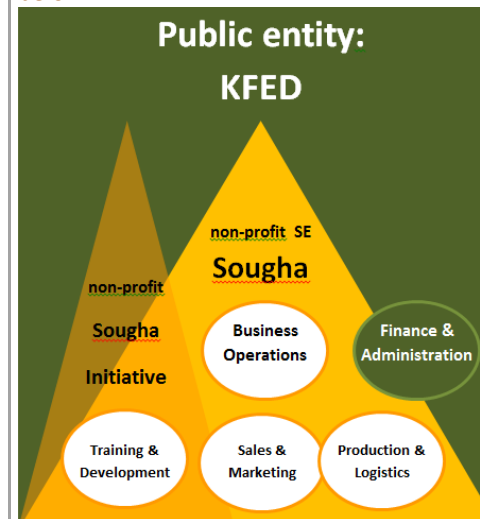 Public entity:
KFED
non-profit SE
Sougha
non-profit
Sougha
Initiative
Business
Operations
Finance &
Administration
Training &
Development
Sales &
Marketing
Production &
Logistics